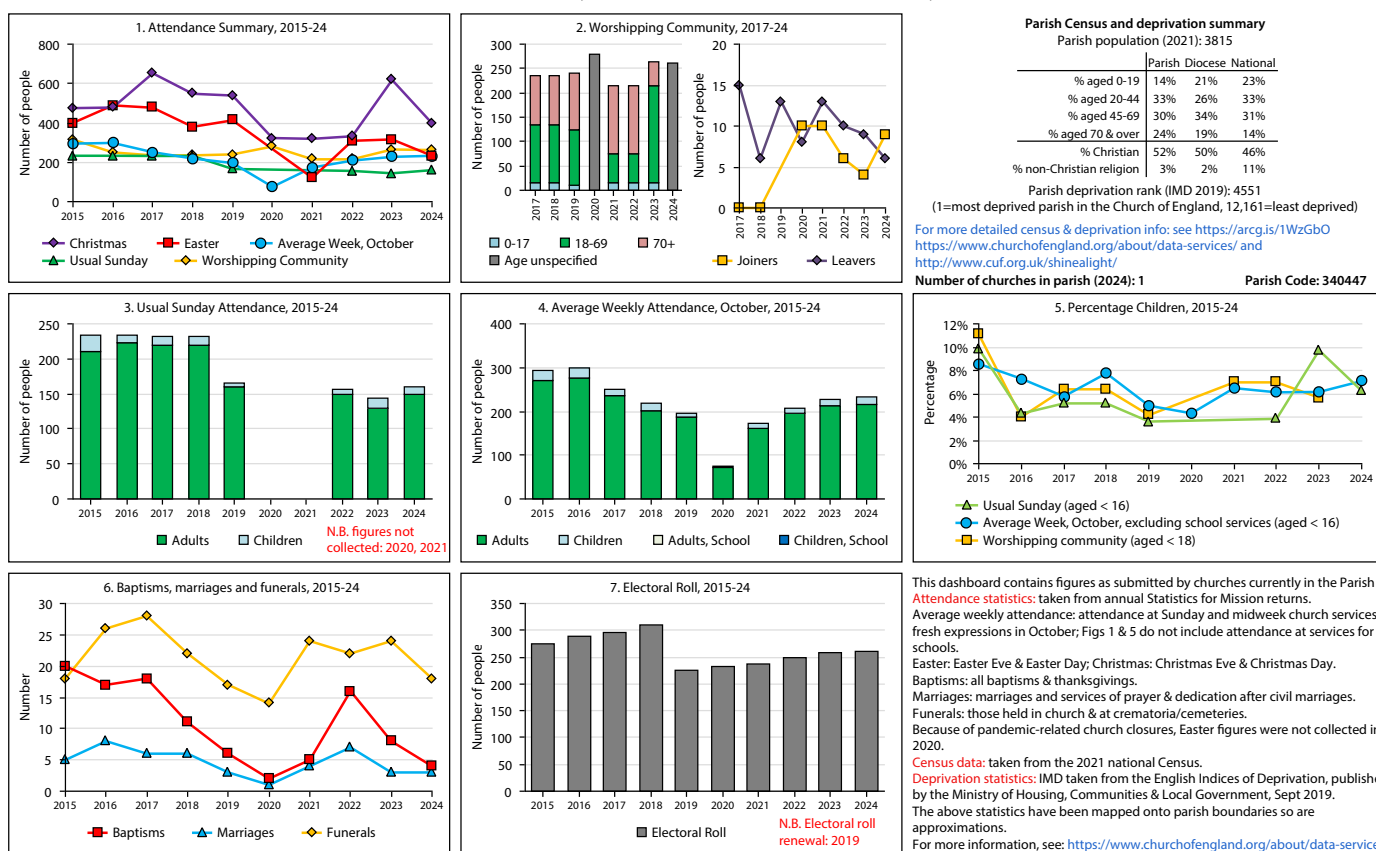 1. Attendance Summary, 2015-24
Number of people
800
600
400
200
0
2015 2016 2017 2018 2019 2020 2021 2022 2023 2024
Christmas Easter Average Week, October
Usual Sunday Worshipping Community
2. Worshipping Community, 2017-24
Number of people
300
250
200
150
100
50
0
2017 2018 2019 2020 2021 2022 2023 2024
0-17 18-69 70+
Age unspecified
Number of people
20
15
10
5
0
2017 2018 2019 2020 2021 2022 2023 2024
Joiners Leavers
Parish Census and deprivation summary
Parish population (2021): 3815
Parish Diocese National
% aged 0-19 14% 21% 23%
% aged 20-44 33% 26% 33%
% aged 45-69 30% 34% 31%
% aged 70 & over 24% 19% 14%
% Christian 52% 50% 46%
% non-Christian religion 3% 2% 11%
Parish deprivation rank (IMD 2019): 4551
(1=most deprived parish in the Church of England, 12,161=least deprived)
For more detailed census & deprivation info: see https://arcg.is/1WzGbO
https://www.churchofengland.org/about/data-services/ and
http://www.cuf.org.uk/shinealight/
Number of churches in parish (2024): 1 Parish Code: 340447
3. Usual Sunday Attendance, 2015-24
Number of people
250
200
150
100
50
0
2015 2016 2017 2018 2019 2020 2021 2022 2023 2024
Adults Children
N.B. figures not
collected: 2020, 2021
4. Average Weekly Attendance, October, 2015-24
Number of people
400
300
200
100
0
2015 2016 2017 2018 2019 2020 2021 2022 2023 2024
Adults Children Adults, School Children, School
5. Percentage Children, 2015-24
Percentage
12%
10%
8%
6%
4%
2%
0%
2015 2016 2017 2018 2019 2020 2021 2022 2023 2024
Usual Sunday (aged < 16)
Average Week, October, excluding school services (aged < 16)
Worshipping community (aged < 18)
6. Baptisms, marriages and funerals, 2015-24
Number
30
25
20
15
10
5
0
2015 2016 2017 2018 2019 2020 2021 2022 2023 2024
Baptisms Marriages Funerals
7. Electoral Roll, 2015-24
Number of people
350
300
250
200
150
100
50
0
2015 2016 2017 2018 2019 2020 2021 2022 2023 2024
Electoral Roll
N.B. Electoral roll
renewal: 2019
This dashboard contains figures as submitted by churches currently in the Parish
Attendance statistics: taken from annual Statistics for Mission returns.
Average weekly attendance: attendance at Sunday and midweek church services
fresh expressions in October; Figs 1 & 5 do not include attendance at services for
schools.
Easter: Easter Eve & Easter Day; Christmas: Christmas Eve & Christmas Day.
Baptisms: all baptisms & thanksgivings.
Marriages: marriages and services of prayer & dedication after civil marriages.
Funerals: those held in church & at crematoria/cemeteries.
Because of pandemic-related church closures, Easter figures were not collected in
2020.
Census data: taken from the 2021 national Census.
Deprivation statistics: IMD taken from the English Indices of Deprivation, publishe
by the Ministry of Housing, Communities & Local Government, Sept 2019.
The above statistics have been mapped onto parish boundaries so are
approximations.
For more information, see: https://www.churchofengland.org/about/data-service